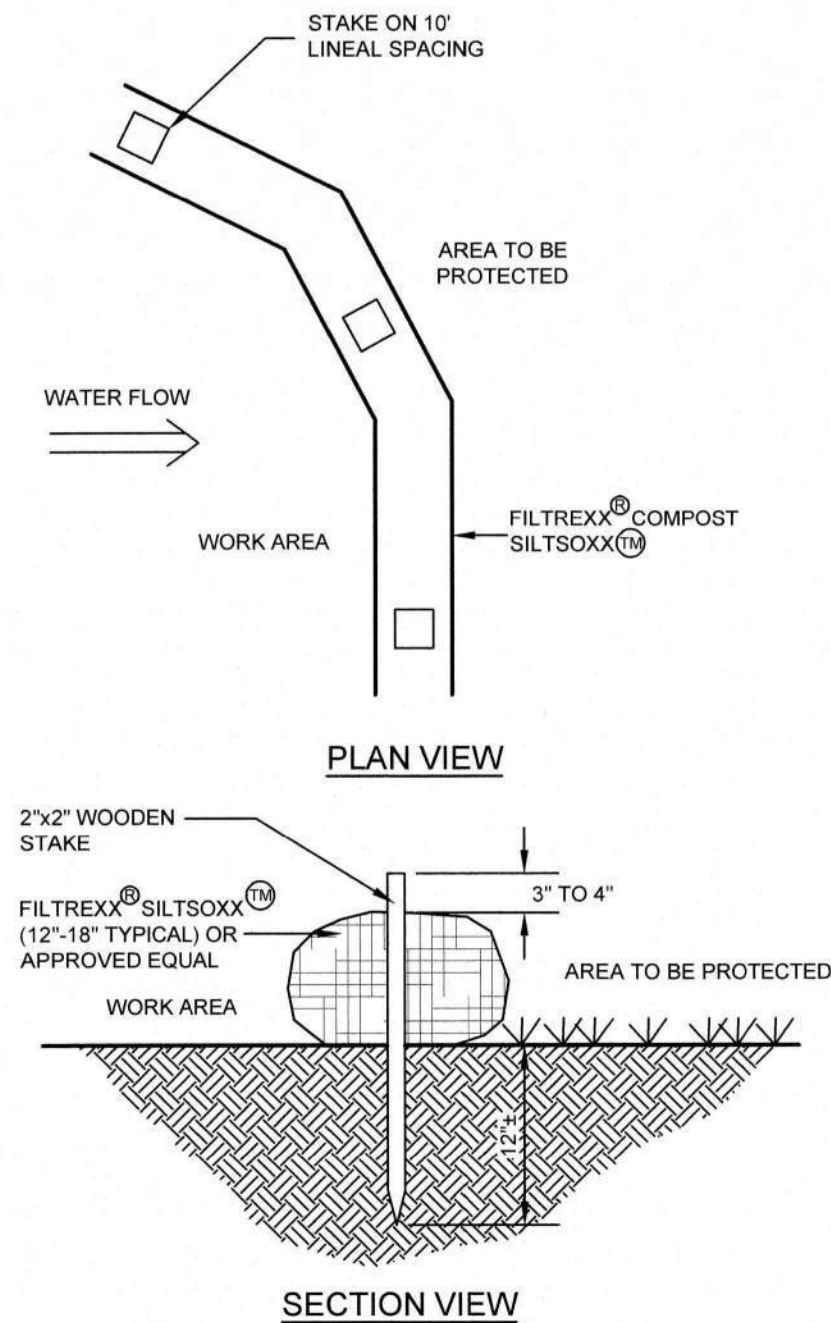 STAKE ON 10'
LINEAL SPACING
AREA TO BE
PROTECTED
WATER FLOW
FILTREXX® COMPOST
SILTSOXX™
WORK AREA
PLAN VIEW
2"x2" WOODEN
STAKE
3" TO 4"
FILTREXX® SILTSOXX™
(12"-18" TYPICAL) OR
APPROVED EQUAL
AREA TO BE PROTECTED
WORK AREA
12"±
SECTION VIEW